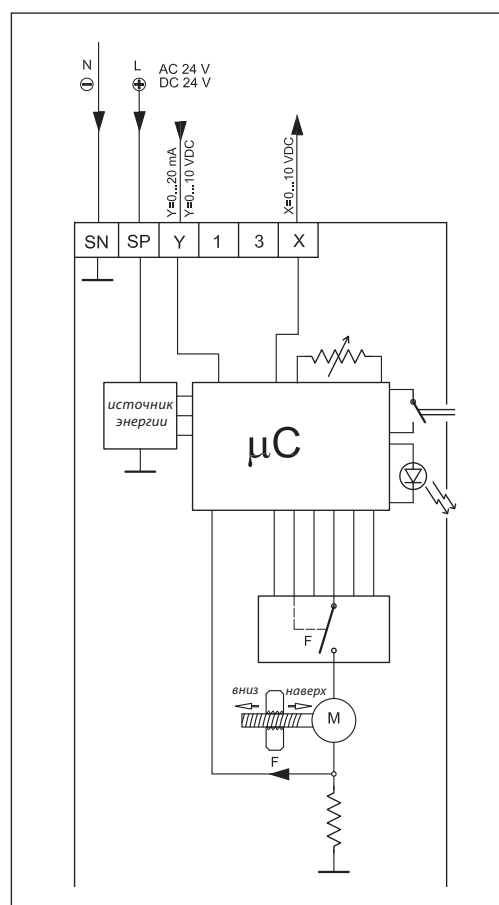 N
L
AC 24 V
DC 24 V
Y=0...20 mA
Y=0...10 VDC
X=0...10 VDC
SN SP Y 1 3 X
источник
энергии
µC
F
вниз наверх
M
F